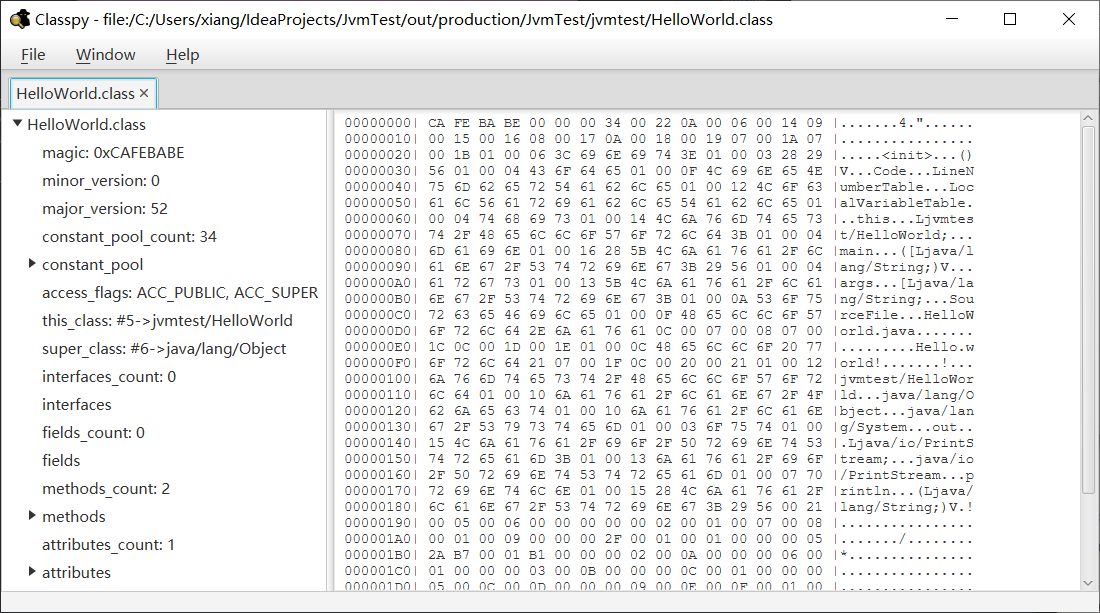 Classpy - file:/C:/Users/xiang/IdeaProjects/JvmTest/out/production/JvmTest/jvmtest/HelloWorld.class
File Window Help
HelloWorld.class
HelloWorld.class
magic: 0xCAFEBABE
minor_version: 0
major_version: 52
constant_pool_count: 34
constant_pool
access_flags: ACC_PUBLIC, ACC_SUPER
this_class: #5->jvmtest/HelloWorld
super_class: #6->java/lang/Object
interfaces_count: 0
interfaces
fields_count: 0
fields
methods_count: 2
methods
attributes_count: 1
attributes
00000000| CA FE BA BE 00 00 00 34 00 22 0A 00 06 00 14 09 |.......4."......
00000010| 00 15 00 16 08 00 17 0A 00 18 00 19 07 00 1A 07 |................
00000020| 00 1B 01 00 06 3C 69 6E 69 74 3E 01 00 03 28 29 |.....<init>...()
00000030| 56 01 00 04 43 6F 64 65 01 00 0F 4C 69 6E 65 4E |V...Code...LineN
00000040| 75 6D 62 65 72 54 61 62 6C 65 01 00 12 4C 6F 63 |umberTable...Loc
00000050| 61 6C 56 61 72 69 61 62 6C 65 54 61 62 6C 65 01 |alVariableTable.
00000060| 00 04 74 68 69 73 01 00 14 4C 6A 76 6D 74 65 73 |..this...Ljvmtes
00000070| 74 2F 48 65 6C 6C 6F 57 6F 72 6C 64 3B 01 00 04 |t/HelloWorld;...
00000080| 6D 61 69 6E 01 00 16 28 5B 4C 6A 61 76 61 2F 6C |main...([Ljava/l
00000090| 61 6E 67 2F 53 74 72 69 6E 67 3B 29 56 01 00 04 |ang/String;)V...
000000A0| 61 72 67 73 01 00 13 5B 4C 6A 61 76 61 2F 6C 61 |args...[Ljava/la
000000B0| 6E 67 2F 53 74 72 69 6E 67 3B 01 00 0A 53 6F 75 |ng/String;...Sou
000000C0| 72 63 65 46 69 6C 65 01 00 0F 48 65 6C 6C 6F 57 |rceFile...HelloW
000000D0| 6F 72 6C 64 2E 6A 61 76 61 0C 00 07 00 08 07 00 |orld.java.......
000000E0| 1C 0C 00 1D 00 1E 01 00 0C 48 65 6C 6C 6F 20 77 |.........Hello.w
000000F0| 6F 72 6C 64 21 07 00 1F 0C 00 20 00 21 01 00 12 |orld!.......!...
00000100| 6A 76 6D 74 65 73 74 2F 48 65 6C 6C 6F 57 6F 72 |jvmtest/HelloWor
00000110| 6C 64 01 00 10 6A 61 76 61 2F 6C 61 6E 67 2F 4F |ld...java/lang/O
00000120| 62 6A 65 63 74 01 00 10 6A 61 76 61 2F 6C 61 6E |bject...java/lan
00000130| 67 2F 53 79 73 74 65 6D 01 00 03 6F 75 74 01 00 |g/System...out..
00000140| 15 4C 6A 61 76 61 2F 69 6F 2F 50 72 69 6E 74 53 |.Ljava/io/PrintS
00000150| 74 72 65 61 6D 3B 01 00 13 6A 61 76 61 2F 69 6F |tream;...java/io
00000160| 2F 50 72 69 6E 74 53 74 72 65 61 6D 01 00 07 70 |/PrintStream...p
00000170| 72 69 6E 74 6C 6E 01 00 15 28 4C 6A 61 76 61 2F |rintln...(Ljava/
00000180| 6C 61 6E 67 2F 53 74 72 69 6E 67 3B 29 56 00 21 |lang/String;)V.!
00000190| 00 05 00 06 00 00 00 00 00 02 00 01 00 07 00 08 |................
000001A0| 00 01 00 09 00 00 00 2F 00 01 00 01 00 00 00 05 |......./........
000001B0| 2A B7 00 01 B1 00 00 00 02 00 0A 00 00 00 06 00 |*...............
000001C0| 01 00 00 00 03 00 0B 00 00 00 0C 00 01 00 00 00 |................
000001D0| 05 00 0C 00 0D 00 00 00 09 00 0E 00 0F 00 01 00 |................